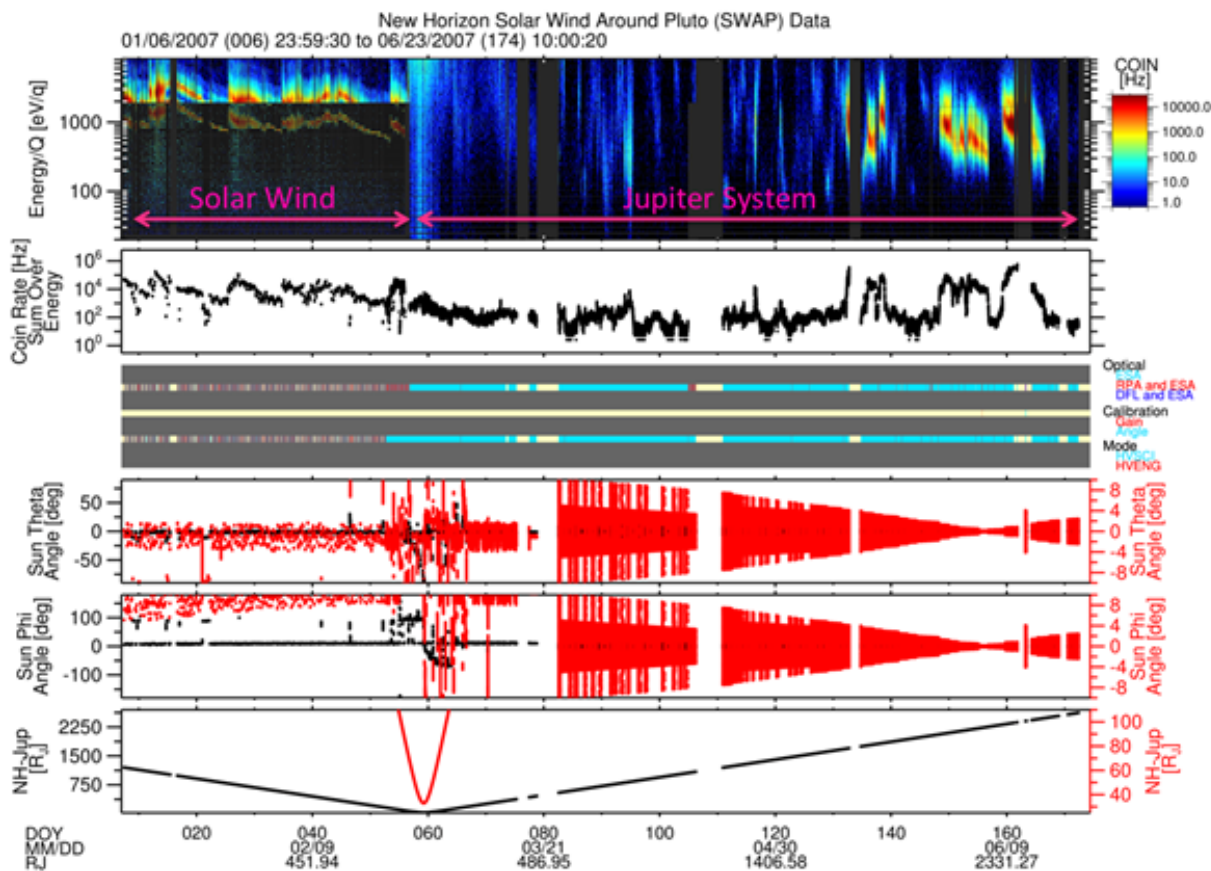 New Horizon Solar Wind Around Pluto (SWAP) Data
01/06/2007 (006) 23:59:30 to 06/23/2007 (174) 10:00:20
Energy/Q [eV/q]
1000
100
Solar Wind
Jupiter System
COIN
[Hz]
10000.0
1000.0
100.0
10.0
1.0
Coin Rate [Hz]
Sum Over
Energy
10⁶
10⁴
10²
10⁰
Optical
ESA
RPA and ESA
DFL and ESA
Calibration
Gain
Angle
Mode
HVSCI
HVENG
Sun Theta
Angle [deg]
50
0
-50
8
4
0
-4
-8
Sun Theta
Angle [deg]
Sun Phi
Angle [deg]
100
0
-100
8
4
0
-4
-8
Sun Phi
Angle [deg]
NH-Jup
[RJ]
2250
1500
750
100
80
60
40
NH-Jup
[RJ]
DOY 020 040 060 080 100 120 140 160
MM/DD 02/09 03/21 04/30 06/09
RJ 451.94 486.95 1406.58 2331.27